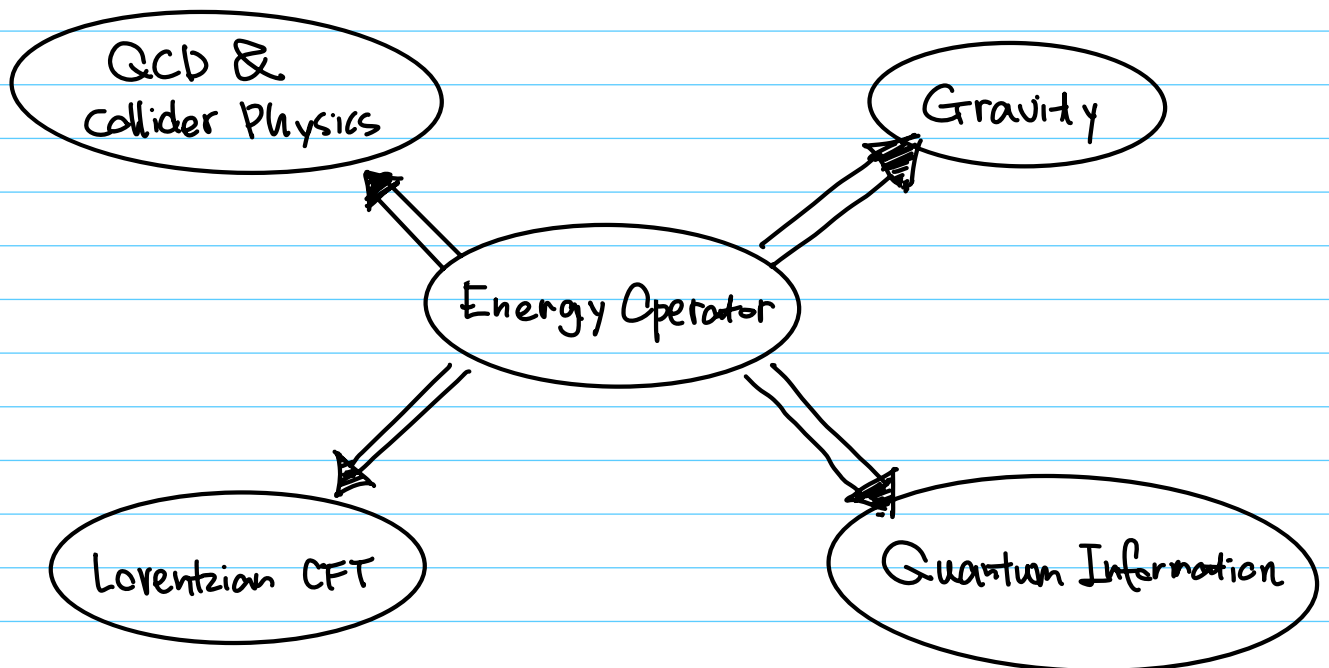 QCD &
Collider Physics
Gravity
Energy Operator
Lorentzian CFT
Quantum Information